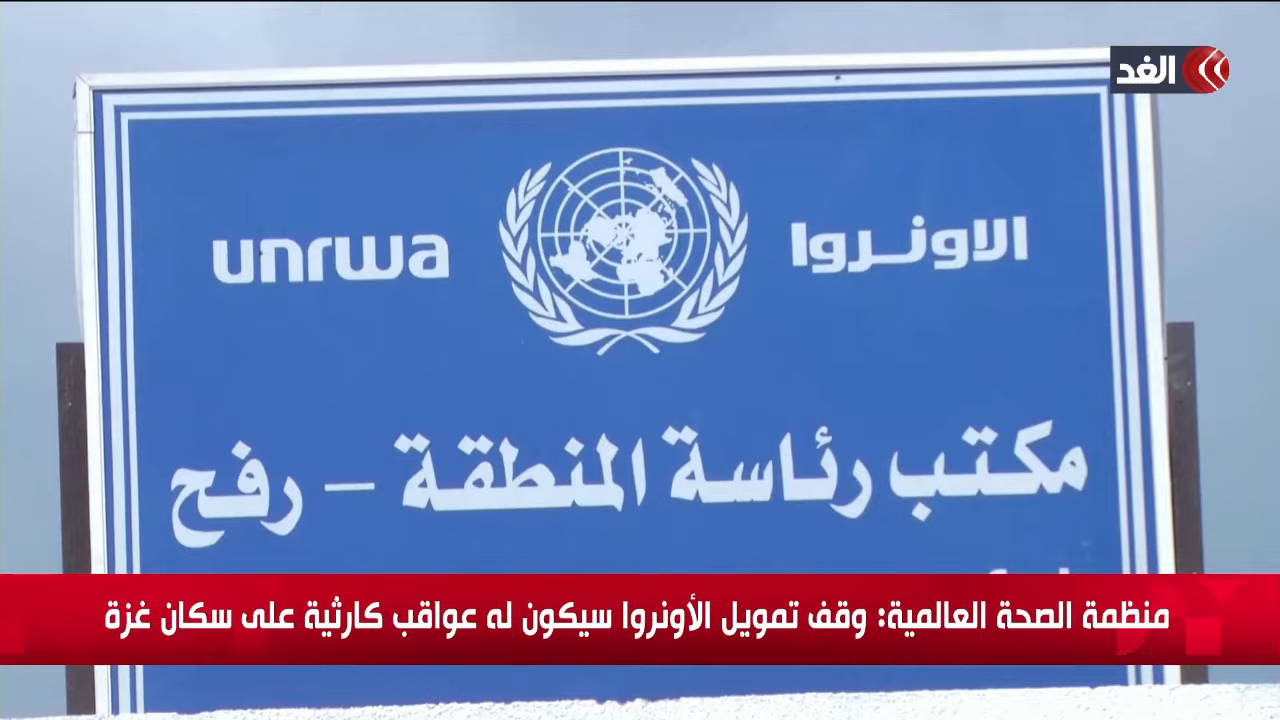 الغد
unrwa
الاونروا
مكتب رئاسة المنطقة – رفح
منظمة الصحة العالمية: وقف تمويل الأونروا سيكون له عواقب كارثية على سكان غزة